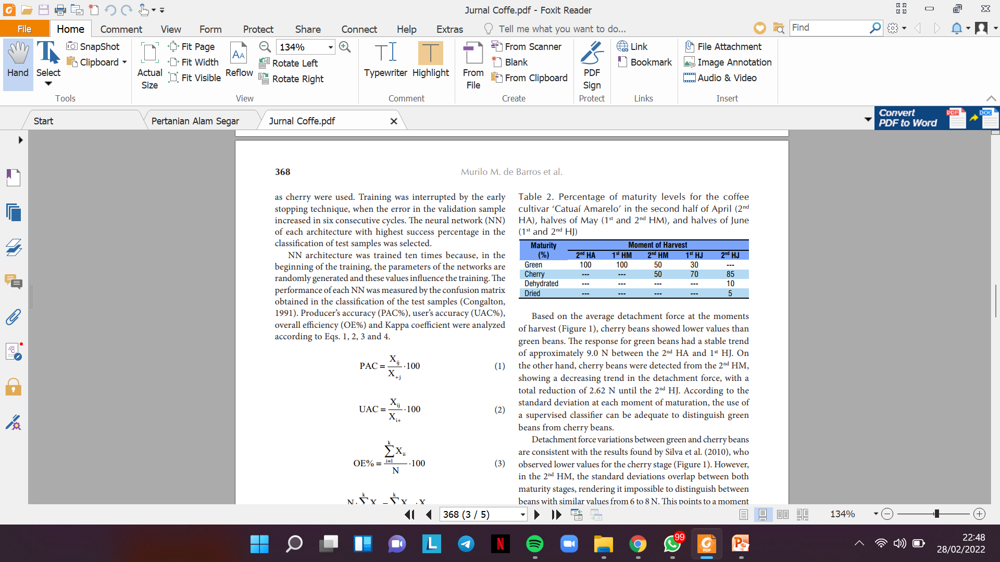 Jurnal Coffe.pdf - Foxit Reader
File Home Comment View Form Protect Share Connect Help Extras Tell me what you want to do... Find
Hand
Select
SnapShot
Clipboard
Tools
Actual Size
Fit Page
Fit Width
Fit Visible
Reflow
134%
Rotate Left
Rotate Right
View
Typewriter
Highlight
Comment
From File
From Scanner
Blank
From Clipboard
Create
PDF Sign
Protect
Link
Bookmark
Links
File Attachment
Image Annotation
Audio & Video
Insert
Start
Pertanian Alam Segar
Jurnal Coffe.pdf
Convert
PDF to Word
PDF
DOC
368
Murilo M. de Barros et al.
as cherry were used. Training was interrupted by the early
stopping technique, when the error in the validation sample
increased in six consecutive cycles. The neural network (NN)
of each architecture with highest success percentage in the
classification of test samples was selected.
NN architecture was trained ten times because, in the
beginning of the training, the parameters of the networks are
randomly generated and these values influence the training. The
performance of each NN was measured by the confusion matrix
obtained in the classification of the test samples (Congalton,
1991). Producer's accuracy (PAC%), user's accuracy (UAC%),
overall efficiency (OE%) and Kappa coefficient were analyzed
according to Eqs. 1, 2, 3 and 4.
PAC = Xij / X+j ·100 (1)
UAC = Xij / Xi+ ·100 (2)
OE% = k ∑ i=1 Xii / N ·100 (3)
N · k ∑ X – k ∑ X · X
Table 2. Percentage of maturity levels for the coffee
cultivar ‘Catuaí Amarelo’ in the second half of April (2nd
HA), halves of May (1st and 2nd HM), and halves of June
(1st and 2nd HJ)
Maturity (%) Moment of Harvest
2nd HA 1st HM 2nd HM 1st HJ 2nd HJ
Green 100 100 50 30 ---
Cherry --- --- 50 70 85
Dehydrated --- --- --- --- 10
Dried --- --- --- --- 5
Based on the average detachment force at the moments
of harvest (Figure 1), cherry beans showed lower values than
green beans. The response for green beans had a stable trend
of approximately 9.0 N between the 2nd HA and 1st HJ. On
the other hand, cherry beans were detected from the 2nd HM,
showing a decreasing trend in the detachment force, with a
total reduction of 2.62 N until the 2nd HJ. According to the
standard deviation at each moment of maturation, the use of
a supervised classifier can be adequate to distinguish green
beans from cherry beans.
Detachment force variations between green and cherry beans
are consistent with the results found by Silva et al. (2010), who
observed lower values for the cherry stage (Figure 1). However,
in the 2nd HM, the standard deviations overlap between both
maturity stages, rendering it impossible to distinguish between
beans with similar values from 6 to 8 N. This points to a moment
368 (3 / 5)
134%
99
22:48
28/02/2022